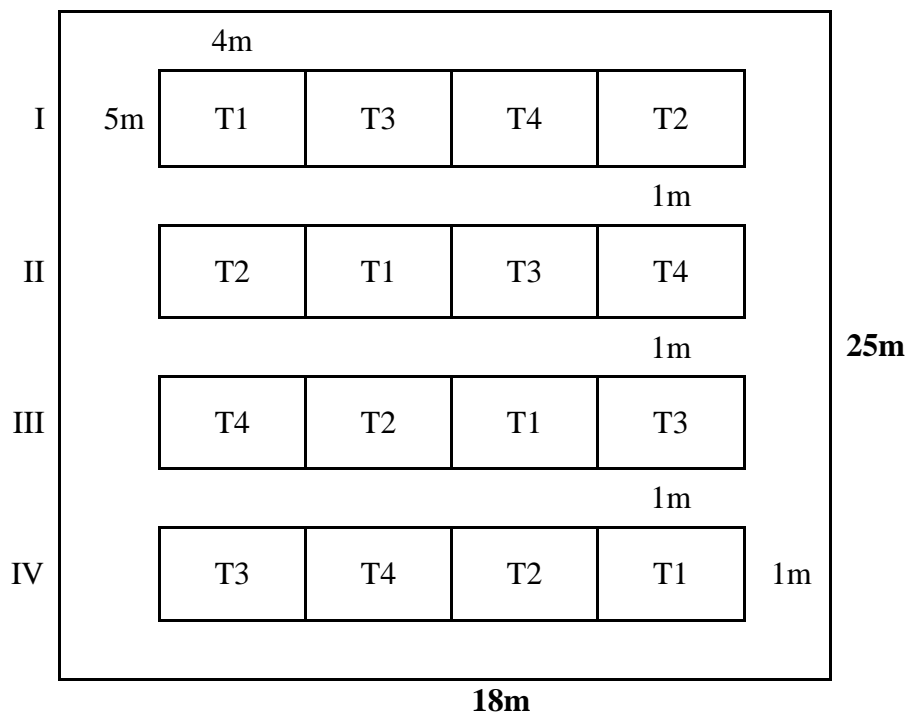 4m
I 5m T1 T3 T4 T2
1m
II T2 T1 T3 T4
1m
25m
III T4 T2 T1 T3
1m
IV T3 T4 T2 T1 1m
18m